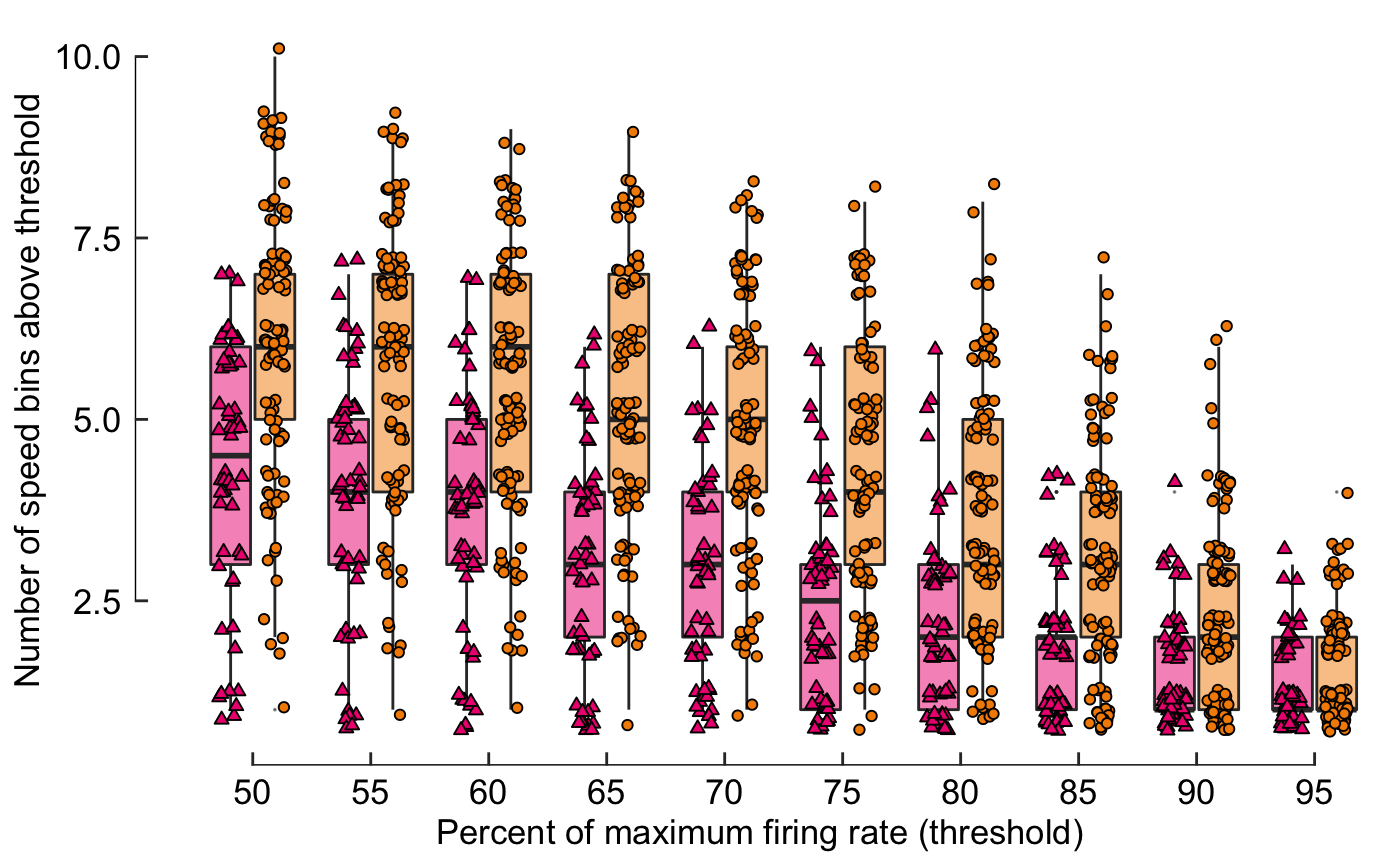 Number of speed bins above threshold
10.0
7.5
5.0
2.5
50 55 60 65 70 75 80 85 90 95
Percent of maximum firing rate (threshold)